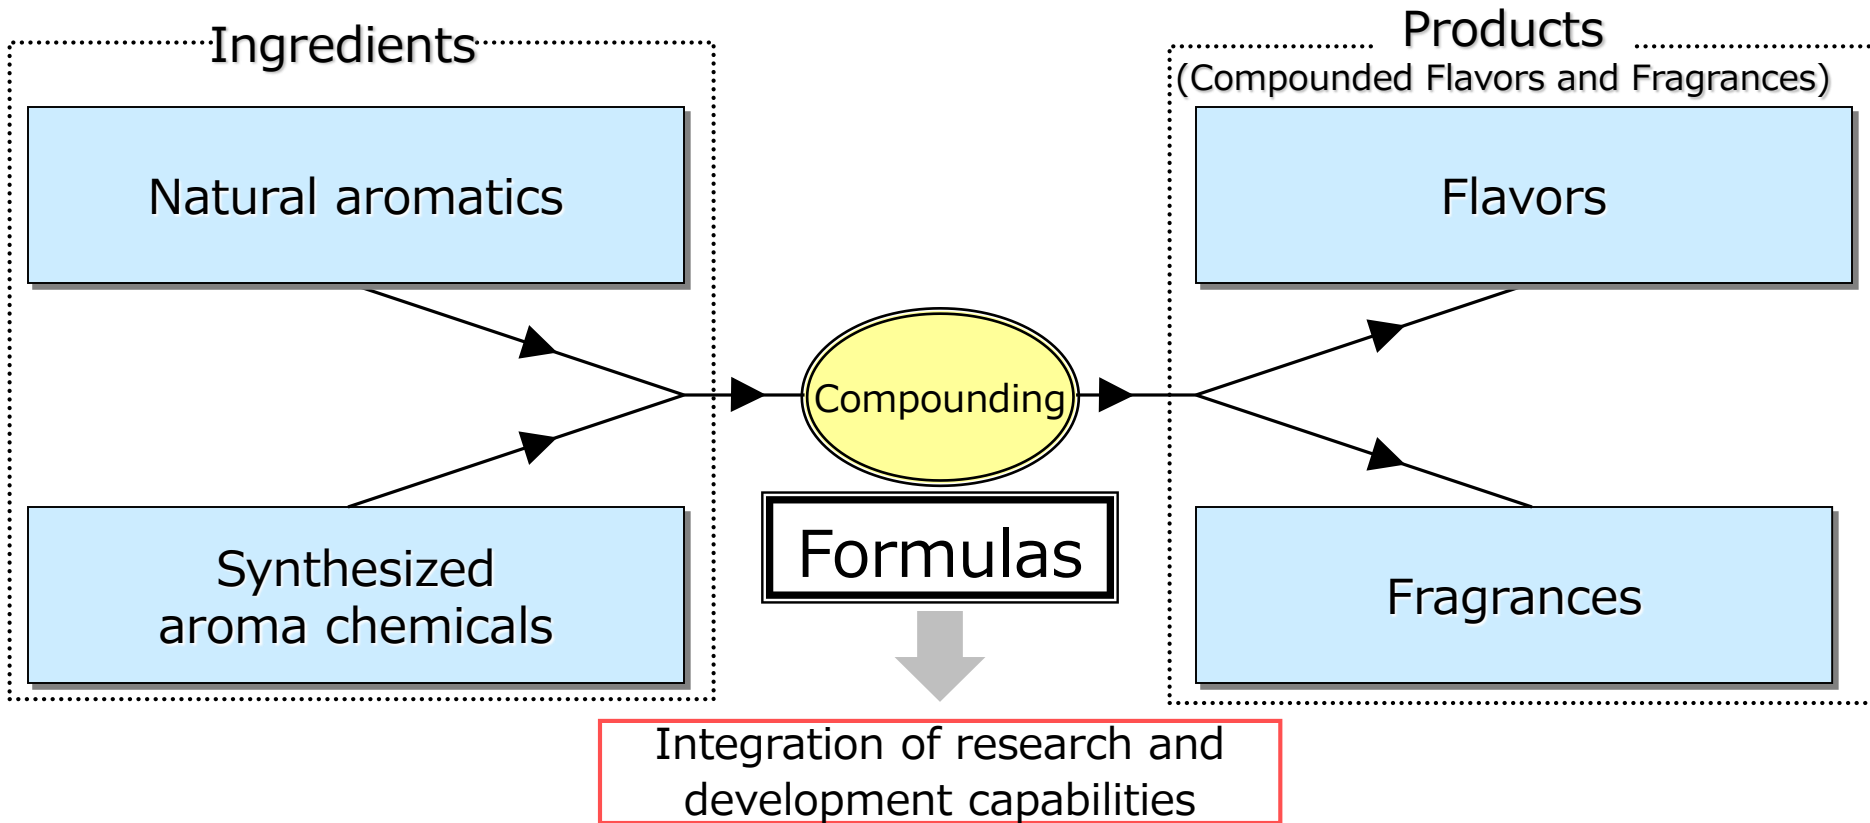 Ingredients
Natural aromatics
Synthesized
aroma chemicals
Compounding
Formulas
Integration of research and
development capabilities
Products
(Compounded Flavors and Fragrances)
Flavors
Fragrances